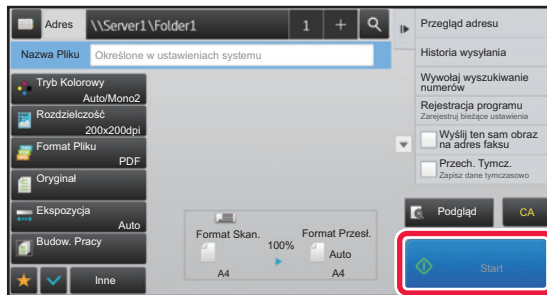 Adres
\\Server1\Folder1
1
+
Nazwa Pliku
Określone w ustawieniach systemu
Tryb Kolorowy
Auto/Mono2
Rozdzielczość
200x200dpi
Format Pliku
PDF
Oryginał
Ekspozycja
Auto
Budow. Pracy
Inne
Format Skan.
100%
Format Przesł.
Auto
A4
A4
Przegląd adresu
Historia wysyłania
Wywołaj wyszukiwanie
numerów
Rejestracja programu
Zarejestruj bieżące ustawienia
Wyślij ten sam obraz
na adres faksu
Przech. Tymcz.
Zapisz dane tymczasowo
Podgląd
CA
Start